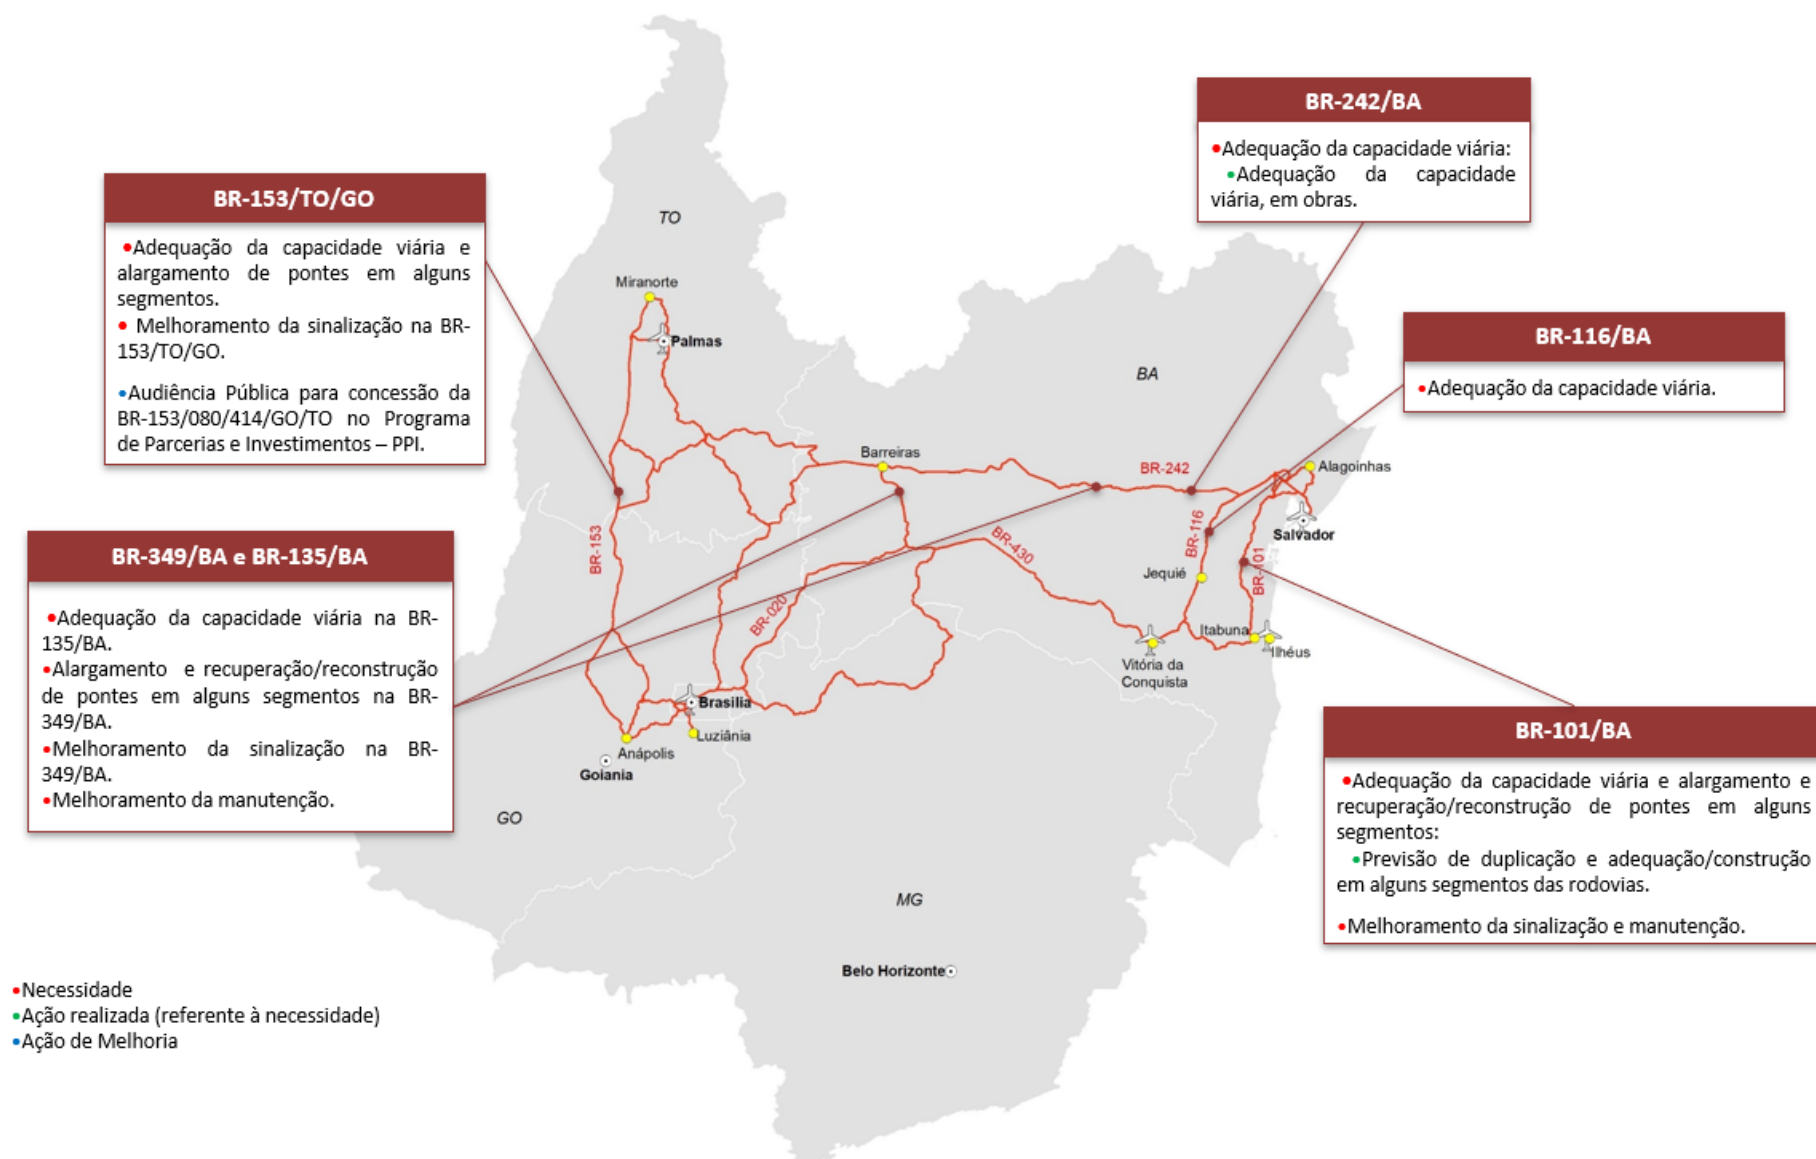 BR-242/BA
•Adequação da capacidade viária:
•Adequação da capacidade
viária, em obras.
BR-153/TO/GO
•Adequação da capacidade viária e
alargamento de pontes em alguns
segmentos.
• Melhoramento da sinalização na BR-
153/TO/GO.
•Audiência Pública para concessão da
BR-153/080/414/GO/TO no Programa
de Parcerias e Investimentos – PPI.
BR-116/BA
•Adequação da capacidade viária.
BR-349/BA e BR-135/BA
•Adequação da capacidade viária na BR-
135/BA.
•Alargamento e recuperação/reconstrução
de pontes em alguns segmentos na BR-
349/BA.
•Melhoramento da sinalização na BR-
349/BA.
•Melhoramento da manutenção.
BR-101/BA
•Adequação da capacidade viária e alargamento e
recuperação/reconstrução de pontes em alguns
segmentos:
•Previsão de duplicação e adequação/construção
em alguns segmentos das rodovias.
•Melhoramento da sinalização e manutenção.
TO
Miranorte
Palmas
BA
Barreiras
BR-242
Alagoinhas
BR-153
BR-116
Salvador
BR-430
BR-101
Jequié
BR-020
Itabuna
Ilhéus
Vitória da
Conquista
Brasilia
Luziânia
Anápolis
Goiania
GO
MG
Belo Horizonte
•Necessidade
•Ação realizada (referente à necessidade)
•Ação de Melhoria